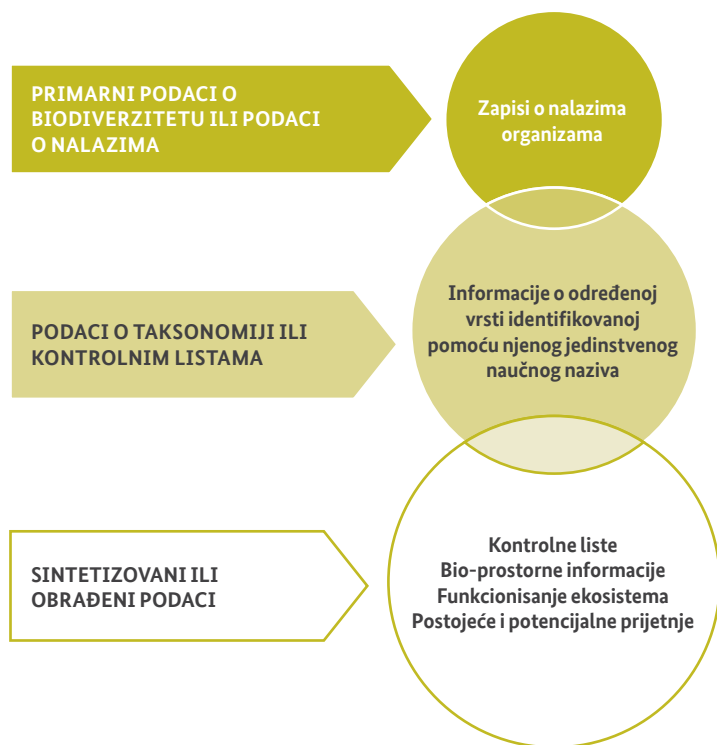 PRIMARNI PODACI O
BIODIVERZITETU ILI PODACI
O NALAZIMA
Zapisi o nalazima
organizama
PODACI O TAKSONOMIJI ILI
KONTROLNIM LISTAMA
Informacije o određenoj
vrsti identifikovanoj
pomoću njenog jedinstvenog
naučnog naziva
SINTETIZOVANI ILI
OBRAĐENI PODACI
Kontrolne liste
Bio-prostorne informacije
Funkcionisanje ekosistema
Postojeće i potencijalne prijetnje